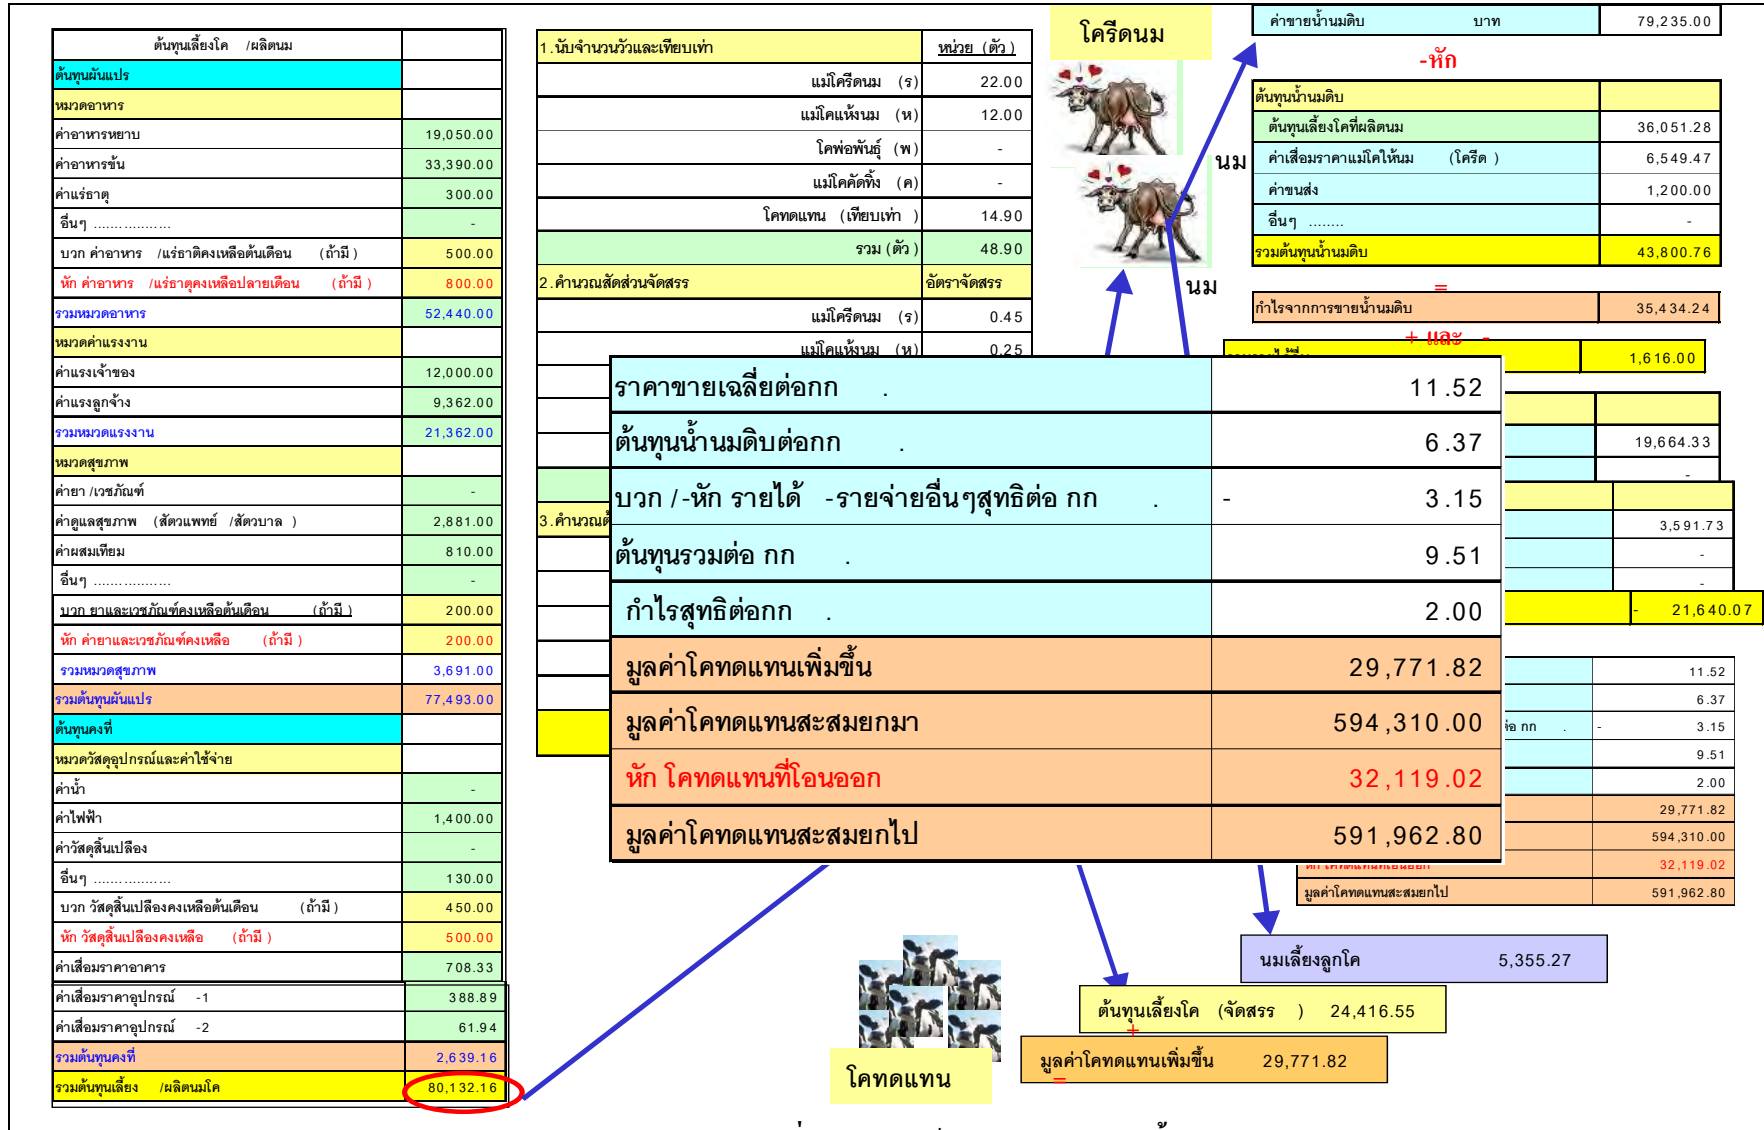 ต้นทุนเลี้ยงโค /ผลิตนม
ต้นทุนผันแปร
หมวดอาหาร
ค่าอาหารหยาบ 19,050.00
ค่าอาหารข้น 33,390.00
ค่าแร่ธาตุ 300.00
อื่นๆ .................. -
บวก ค่าอาหาร /แร่ธาติคงเหลือต้นเดือน (ถ้ามี ) 500.00
หัก ค่าอาหาร /แร่ธาตุคงเหลือปลายเดือน (ถ้ามี ) 800.00
รวมหมวดอาหาร 52,440.00
หมวดค่าแรงงาน
ค่าแรงเจ้าของ 12,000.00
ค่าแรงลูกจ้าง 9,362.00
รวมหมวดแรงงาน 21,362.00
หมวดสุขภาพ
ค่ายา /เวชภัณฑ์ -
ค่าดูแลสุขภาพ (สัตวแพทย์ /สัตวบาล ) 2,881.00
ค่าผสมเทียม 810.00
อื่นๆ .................. -
บวก ยาและเวชภัณฑ์คงเหลือต้นเดือน (ถ้ามี ) 200.00
หัก ค่ายาและเวชภัณฑ์คงเหลือ (ถ้ามี ) 200.00
รวมหมวดสุขภาพ 3,691.00
รวมต้นทุนผันแปร 77,493.00
ต้นทุนคงที่
หมวดวัสดุอุปกรณ์และค่าใช้จ่าย
ค่าน้ำ -
ค่าไฟฟ้า 1,400.00
ค่าวัสดุสิ้นเปลือง -
อื่นๆ .................. 130.00
บวก วัสดุสิ้นเปลืองคงเหลือต้นเดือน (ถ้ามี ) 450.00
หัก วัสดุสิ้นเปลืองคงเหลือ (ถ้ามี ) 500.00
ค่าเสื่อมราคาอาคาร 708.33
ค่าเสื่อมราคาอุปกรณ์ -1 388.89
ค่าเสื่อมราคาอุปกรณ์ -2 61.94
รวมต้นทุนคงที่ 2,639.16
รวมต้นทุนเลี้ยง /ผลิตนมโค 80,132.16
1.นับจำนวนวัวและเทียบเท่า หน่วย (ตัว )
แม่โครีดนม (ร) 22.00
แม่โคแห้งนม (ห) 12.00
โคพ่อพันธุ์ (พ) -
แม่โคคัดทิ้ง (ค) -
โคทดแทน (เทียบเท่า ) 14.90
รวม (ตัว ) 48.90
2.คำนวณสัดส่วนจัดสรร อัตราจัดสรร
แม่โครีดนม (ร) 0.45
แม่โคแห้งนม (ห) 0.25
3.คำนวณต้
โครีดนม
นม
นม
ค่าขายน้ำนมดิบ บาท 79,235.00
-หัก
ต้นทุนน้ำนมดิบ
ต้นทุนเลี้ยงโคที่ผลิตนม 36,051.28
ค่าเสื่อมราคาแม่โคให้นม (โครีด ) 6,549.47
ค่าขนส่ง 1,200.00
อื่นๆ ........ -
รวมต้นทุนน้ำนมดิบ 43,800.76
=
กำไรจากการขายน้ำนมดิบ 35,434.24
+ และ -
1,616.00
19,664.33
-
3,591.73
-
-
- 21,640.07
ราคาขายเฉลี่ยต่อกก . 11.52
ต้นทุนน้ำนมดิบต่อกก . 6.37
บวก /-หัก รายได้ -รายจ่ายอื่นๆสุทธิต่อ กก . - 3.15
ต้นทุนรวมต่อ กก . 9.51
กำไรสุทธิต่อกก . 2.00
มูลค่าโคทดแทนเพิ่มขึ้น 29,771.82
มูลค่าโคทดแทนสะสมยกมา 594,310.00
หัก โคทดแทนที่โอนออก 32,119.02
มูลค่าโคทดแทนสะสมยกไป 591,962.80
11.52
6.37
กก . - 3.15
9.51
2.00
29,771.82
594,310.00
หัก โคทดแทนที่โอนออก 32,119.02
มูลค่าโคทดแทนสะสมยกไป 591,962.80
นมเลี้ยงลูกโค 5,355.27
ต้นทุนเลี้ยงโค (จัดสรร ) 24,416.55
+
มูลค่าโคทดแทนเพิ่มขึ้น 29,771.82
=
โคทดแทน